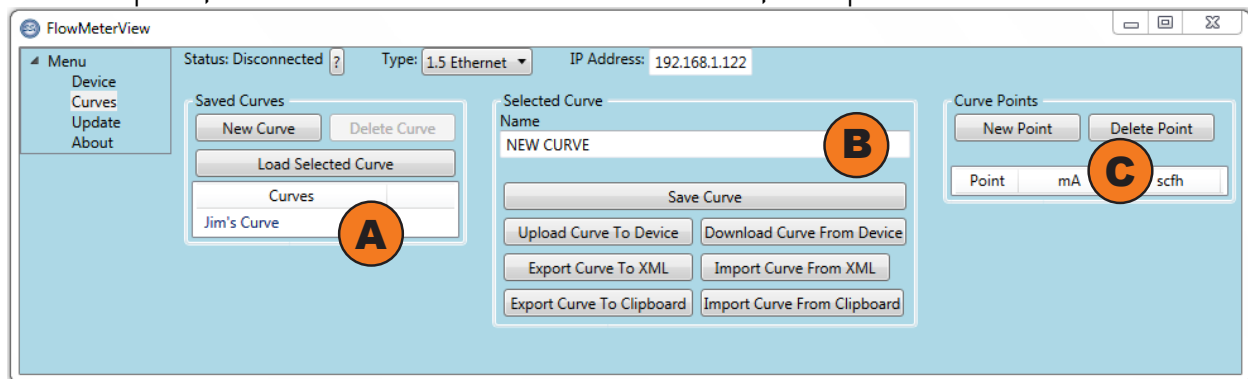 FlowMeterView
Menu
Device
Curves
Update
About
Status: Disconnected ? Type: 1.5 Ethernet IP Address: 192.168.1.122
Saved Curves
New Curve Delete Curve
Load Selected Curve
Curves
Jim's Curve
A
Selected Curve
Name
NEW CURVE
B
Save Curve
Upload Curve To Device Download Curve From Device
Export Curve To XML Import Curve From XML
Export Curve To Clipboard Import Curve From Clipboard
Curve Points
New Point Delete Point
Point mA C scfh